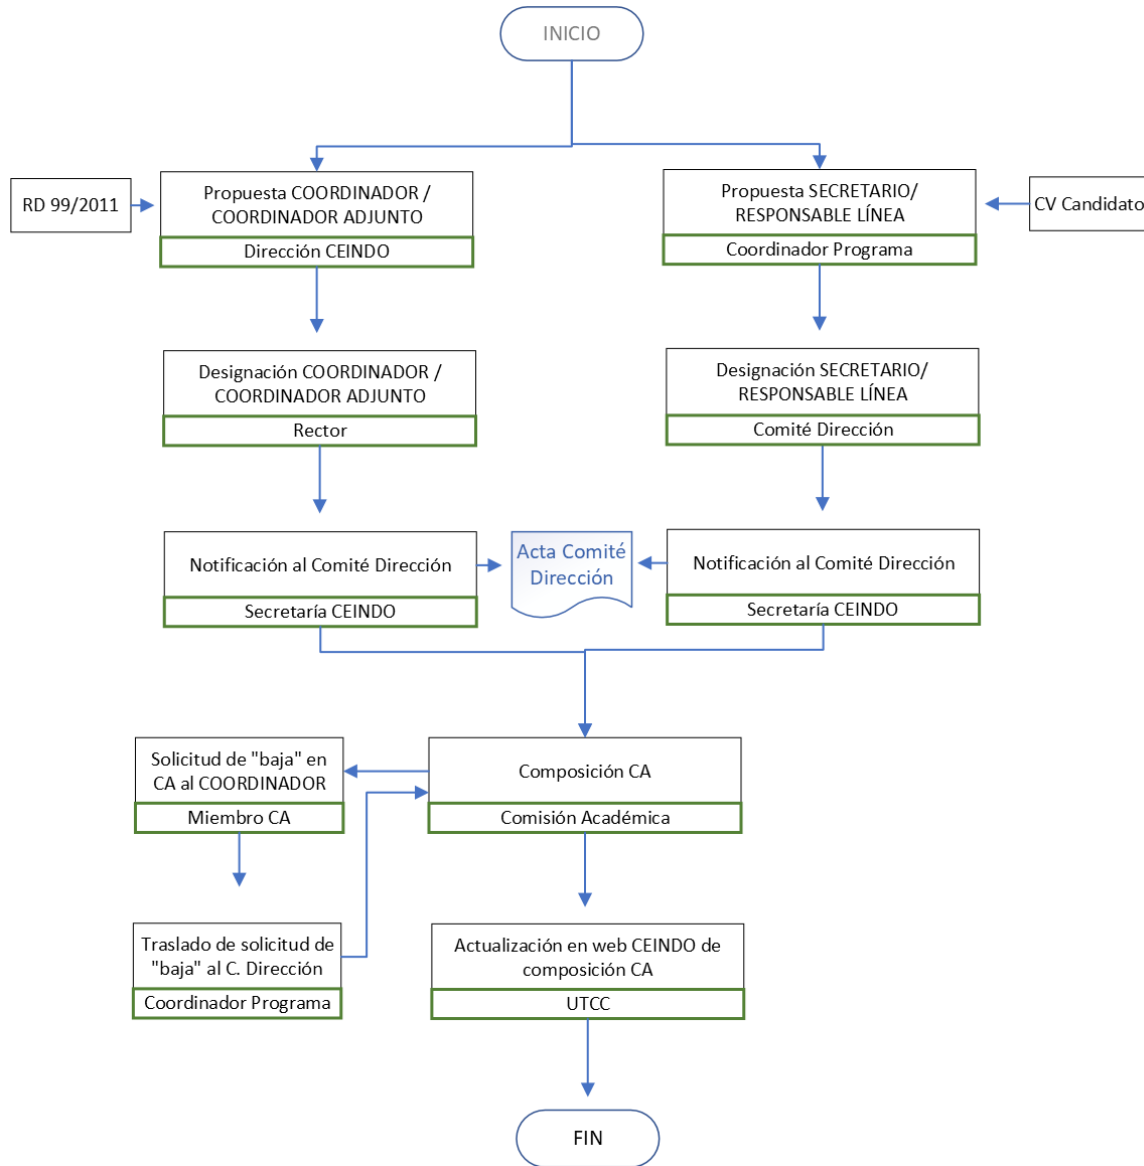 INICIO
RD 99/2011
Propuesta COORDINADOR /
COORDINADOR ADJUNTO
Dirección CEINDO
Propuesta SECRETARIO/
RESPONSABLE LÍNEA
Coordinador Programa
CV Candidato
Designación COORDINADOR /
COORDINADOR ADJUNTO
Rector
Designación SECRETARIO/
RESPONSABLE LÍNEA
Comité Dirección
Notificación al Comité Dirección
Secretaría CEINDO
Acta Comité
Dirección
Notificación al Comité Dirección
Secretaría CEINDO
Solicitud de "baja" en
CA al COORDINADOR
Miembro CA
Composición CA
Comisión Académica
Traslado de solicitud de
"baja" al C. Dirección
Coordinador Programa
Actualización en web CEINDO de
composición CA
UTCC
FIN